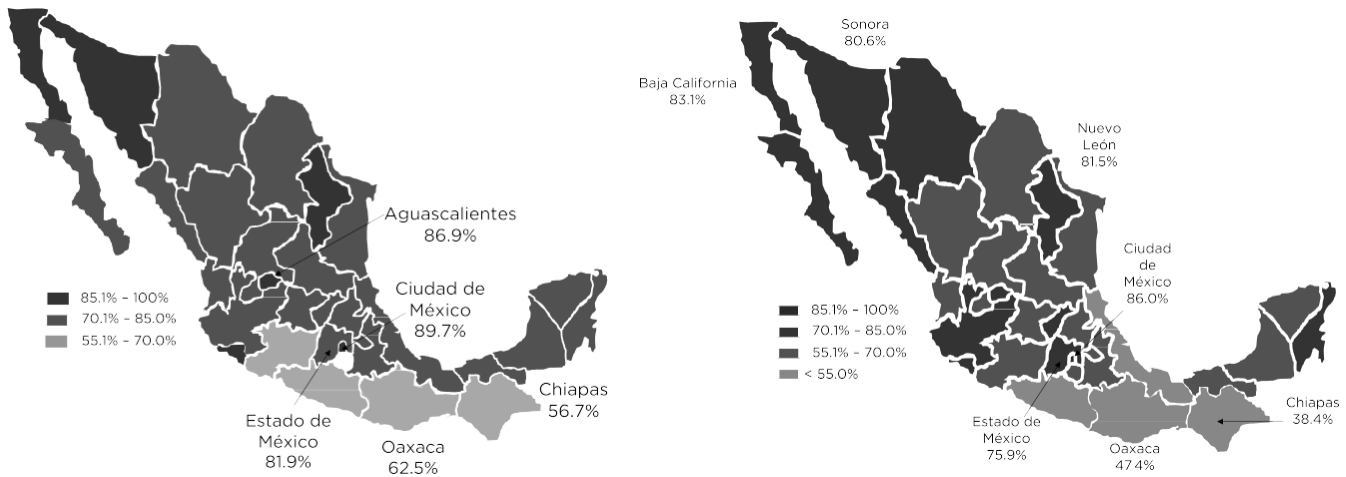 Aguascalientes
86.9%
Ciudad de
México
89.7%
85.1% – 100%
70.1% – 85.0%
55.1% – 70.0%
Chiapas
56.7%
Estado de
México
81.9%
Oaxaca
62.5%
Sonora
80.6%
Baja California
83.1%
Nuevo
León
81.5%
Ciudad
de
México
86.0%
85.1% – 100%
70.1% – 85.0%
55.1% – 70.0%
< 55.0%
Chiapas
38.4%
Estado de
México
75.9%
Oaxaca
47.4%